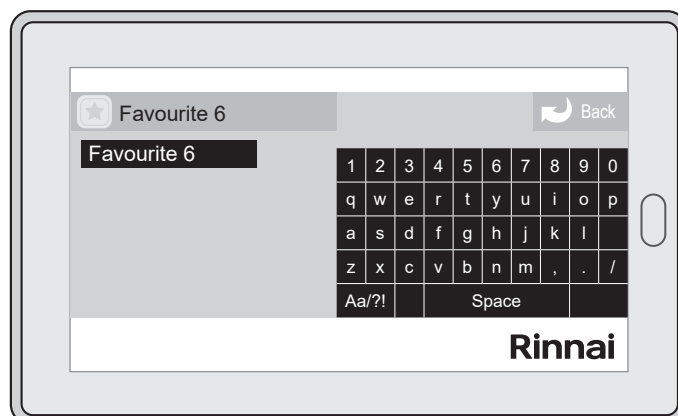 Favourite 6
Back
Favourite 6
1 2 3 4 5 6 7 8 9 0
q w e r t y u i o p
a s d f g h j k l
z x c v b n m , . /
Aa/?! Space
Rinnai